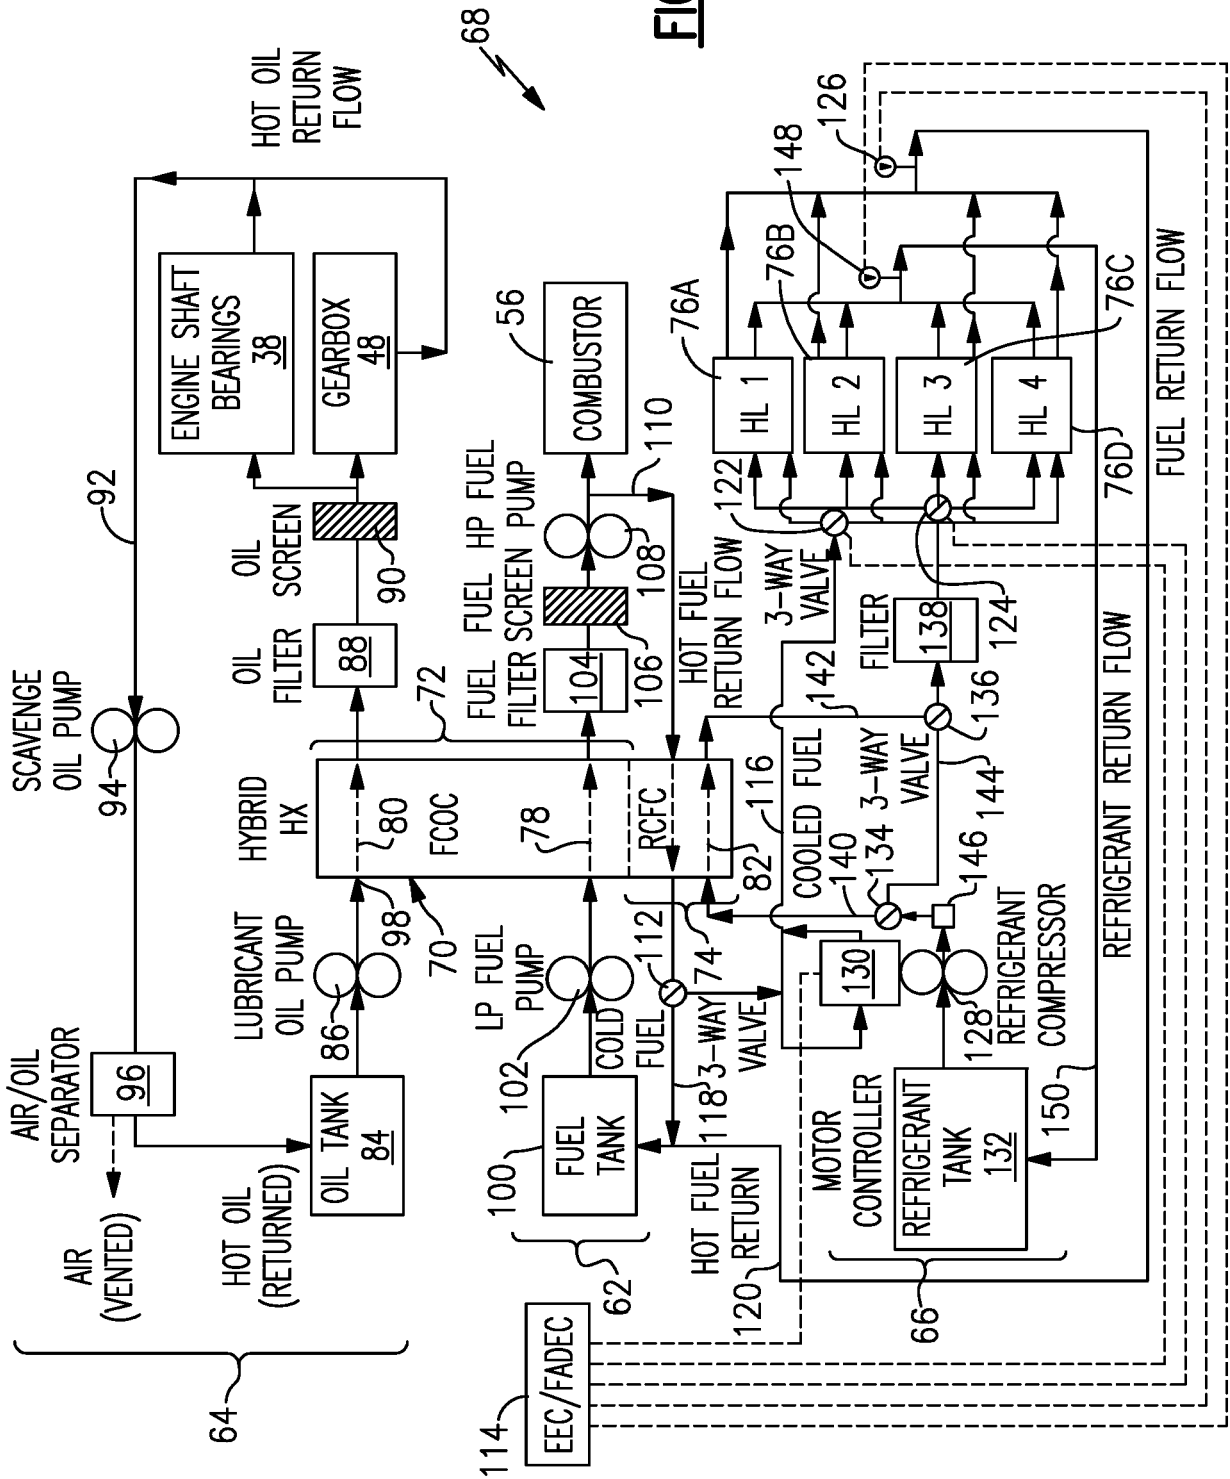 64
AIR
(VENTED)
AIR/OIL
SEPARATOR
96
SCAVENGE
OIL PUMP
94
92
HOT OIL
RETURN
FLOW
HOT OIL
(RETURNED)
OIL TANK
84
LUBRICANT
OIL PUMP
86
98
70
HYBRID
HX
80
FCOC
78
RCFC
82
72
OIL
FILTER
88
OIL
SCREEN
90
ENGINE SHAFT
BEARINGS
38
GEARBOX
48
68
114
EEC/FADEC
62
100
FUEL
TANK
102
LP FUEL
PUMP
COLD
FUEL
112
74
118
3-WAY
VALVE
FUEL
FILTER
104
FUEL
SCREEN
106
HP FUEL
PUMP
108
56
COMBUSTOR
110
HOT FUEL
RETURN FLOW
HOT FUEL
RETURN
120
66
MOTOR
CONTROLLER
130
REFRIGERANT
TANK
132
128
REFRIGERANT
COMPRESSOR
146
134
140
COOLED FUEL
116
142
3-WAY
VALVE
144
136
3-WAY
VALVE
122
FILTER
138
124
76A
HL 1
76B
HL 2
HL 3
76C
HL 4
76D
148
126
150
REFRIGERANT RETURN FLOW
FUEL RETURN FLOW